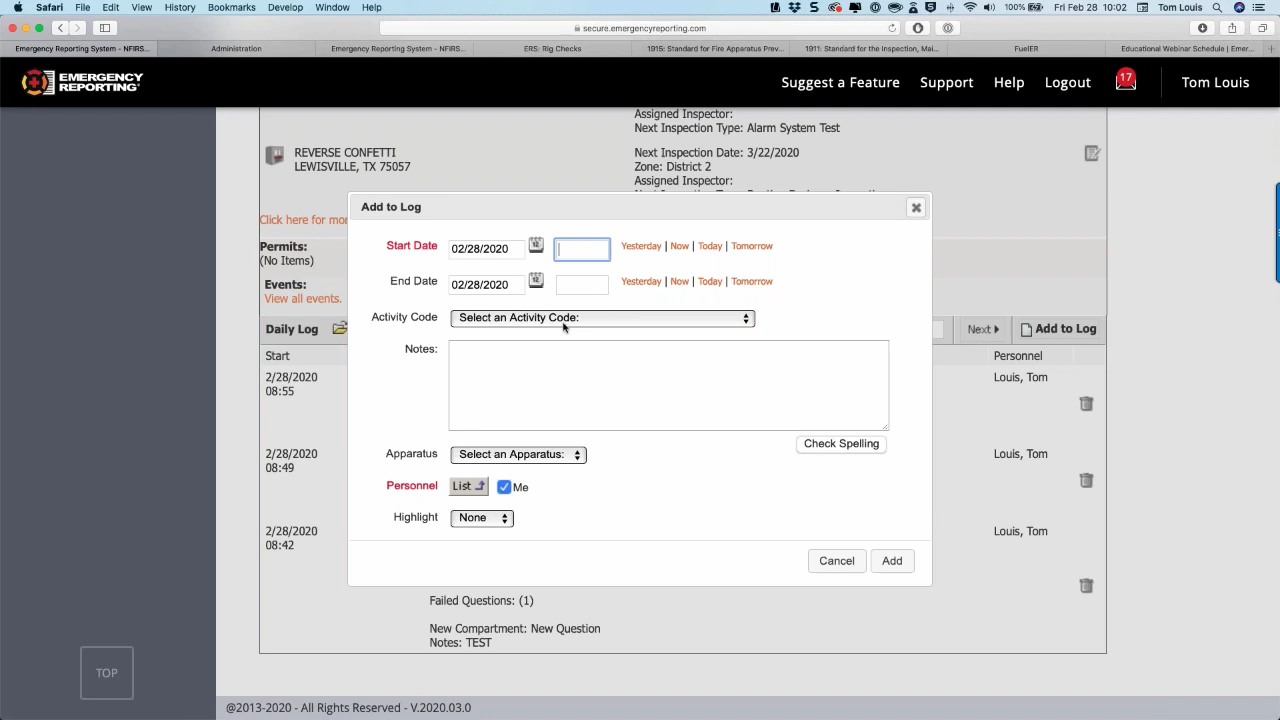 Safari File Edit View History Bookmarks Develop Window Help 100% Fri Feb 28 10:02 Tom Louis
secure.emergencyreporting.com
Emergency Reporting System - NFIRS... Administration Emergency Reporting System - NFIRS... ERS: Rig Checks 1915: Standard for Fire Apparatus Prev... 1911: Standard for the Inspection, Mai... FuelER Educational Webinar Schedule | Emer...
EMERGENCY
REPORTING
Suggest a Feature Support Help Logout 17 Tom Louis
Assigned Inspector:
Next Inspection Type: Alarm System Test
REVERSE CONFETTI
LEWISVILLE, TX 75057
Next Inspection Date: 3/22/2020
Zone: District 2
Assigned Inspector:
Click here for mor
Permits:
(No Items)
Events:
View all events.
Daily Log Next Add to Log
Start Personnel
2/28/2020
08:55
Louis, Tom
2/28/2020
08:49
Louis, Tom
2/28/2020
08:42
Louis, Tom
Add to Log
Start Date 02/28/2020 12 Yesterday | Now | Today | Tomorrow
End Date 02/28/2020 12 Yesterday | Now | Today | Tomorrow
Activity Code Select an Activity Code:
Notes:
Check Spelling
Apparatus Select an Apparatus:
Personnel List Me
Highlight None
Cancel Add
Failed Questions: (1)
New Compartment: New Question
Notes: TEST
TOP
@2013-2020 - All Rights Reserved - V.2020.03.0